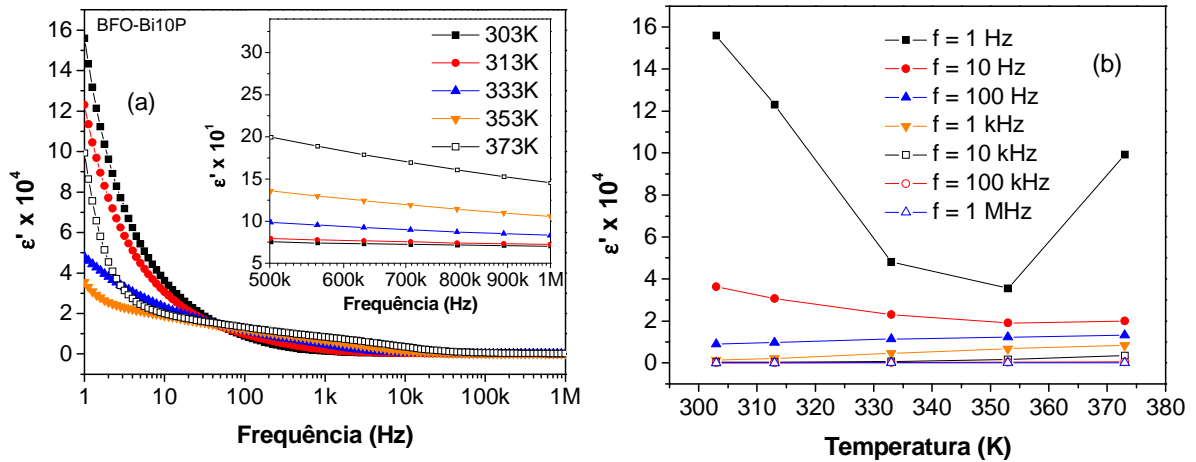 BFO-Bi10P
(a)
ε' x 10⁴
16
14
12
10
8
6
4
2
0
1
10
100
1k
10k
100k
1M
Frequência (Hz)
ε' x 10¹
30
25
20
15
10
5
500k
600k
700k
800k
900k
1M
Frequência (Hz)
303K
313K
333K
353K
373K
(b)
ε' x 10⁴
16
14
12
10
8
6
4
2
0
300
310
320
330
340
350
360
370
380
Temperatura (K)
f = 1 Hz
f = 10 Hz
f = 100 Hz
f = 1 kHz
f = 10 kHz
f = 100 kHz
f = 1 MHz